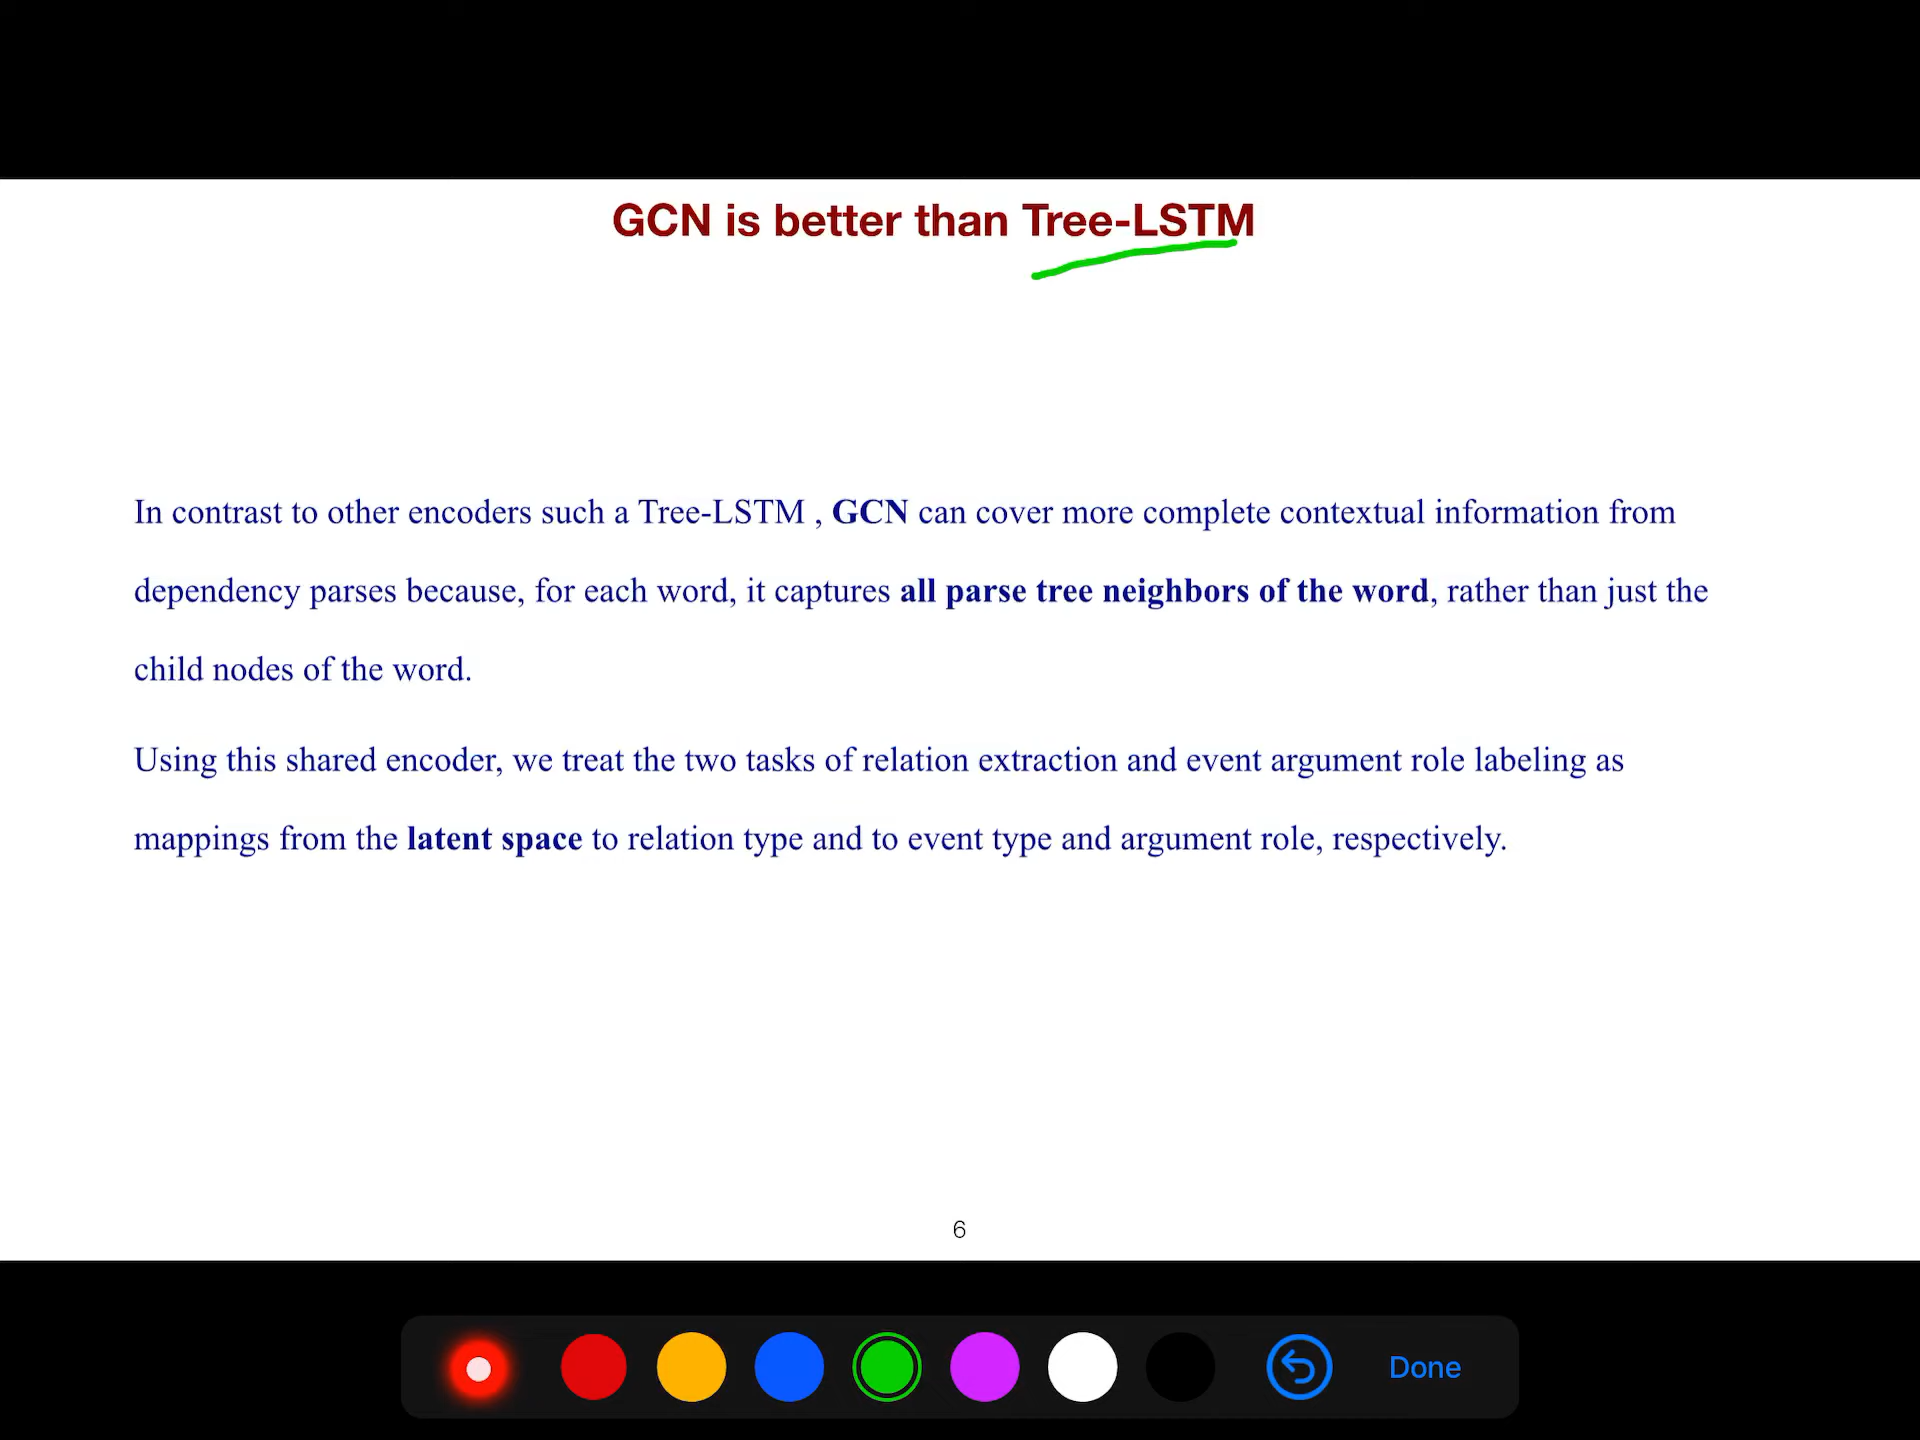 GCN is better than Tree-LSTM
In contrast to other encoders such a Tree-LSTM , GCN can cover more complete contextual information from
dependency parses because, for each word, it captures all parse tree neighbors of the word, rather than just the
child nodes of the word.
Using this shared encoder, we treat the two tasks of relation extraction and event argument role labeling as
mappings from the latent space to relation type and to event type and argument role, respectively.
6
Done